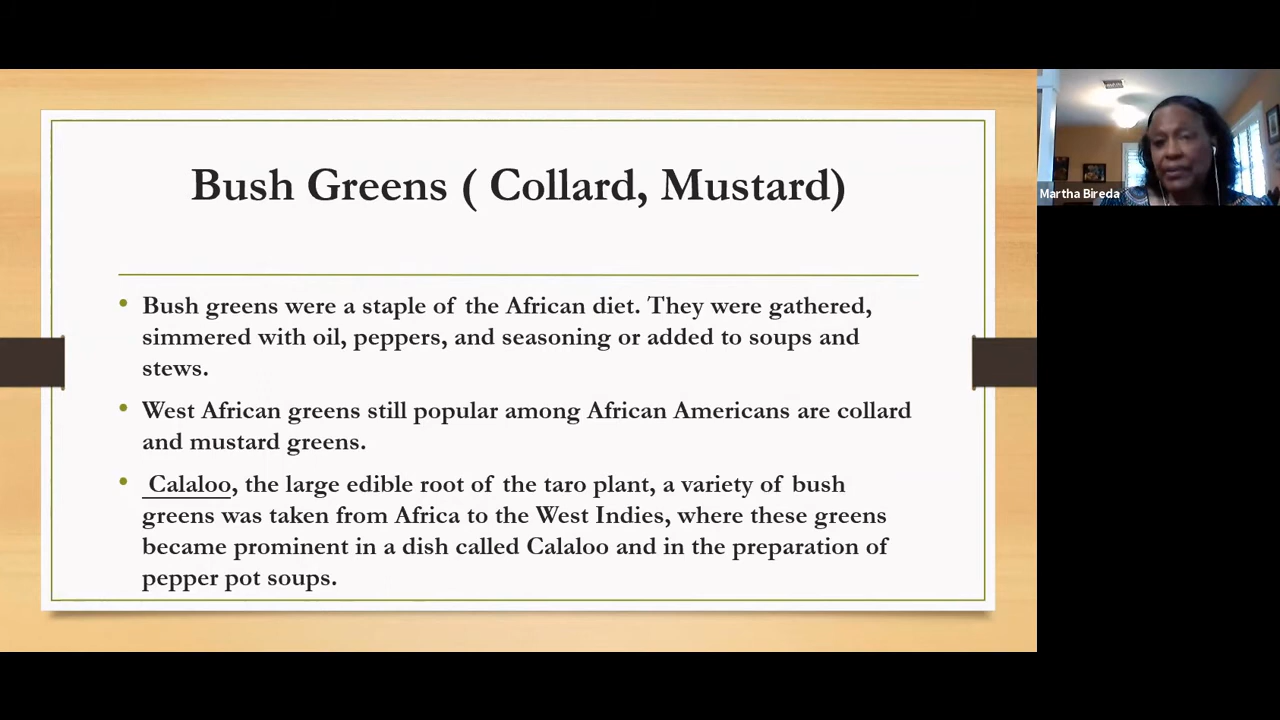 Bush Greens ( Collard, Mustard)
Bush greens were a staple of the African diet. They were gathered,
simmered with oil, peppers, and seasoning or added to soups and
stews.
West African greens still popular among African Americans are collard
and mustard greens.
Calaloo, the large edible root of the taro plant, a variety of bush
greens was taken from Africa to the West Indies, where these greens
became prominent in a dish called Calaloo and in the preparation of
pepper pot soups.
Martha Bireda